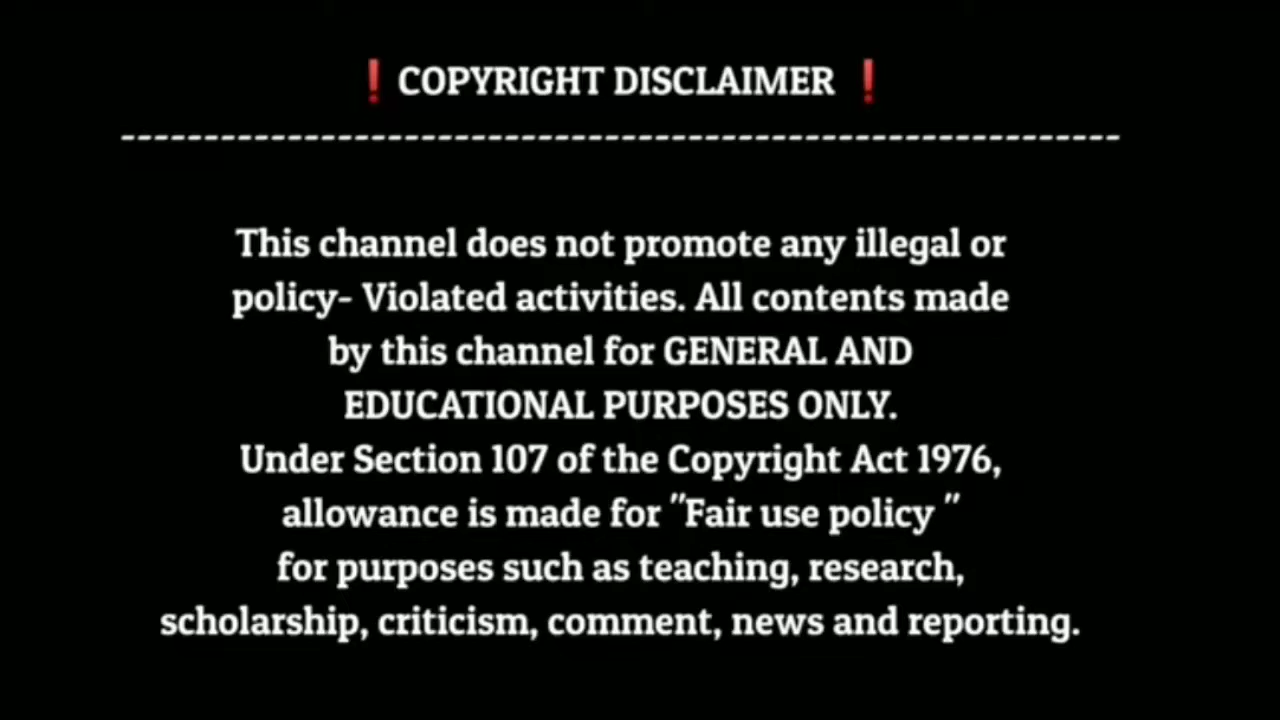 ❗COPYRIGHT DISCLAIMER ❗
------------------------------------------------------------
This channel does not promote any illegal or
policy- Violated activities. All contents made
by this channel for GENERAL AND
EDUCATIONAL PURPOSES ONLY.
Under Section 107 of the Copyright Act 1976,
allowance is made for "Fair use policy "
for purposes such as teaching, research,
scholarship, criticism, comment, news and reporting.